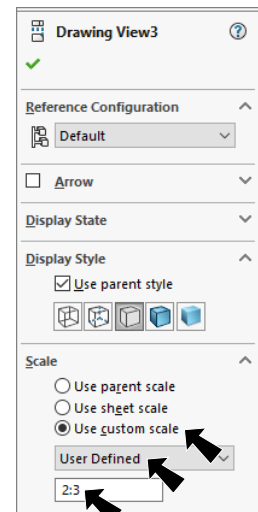 Drawing View3
Reference Configuration
Default
Arrow
Display State
Display Style
Use parent style
Scale
Use parent scale
Use sheet scale
Use custom scale
User Defined
2:3